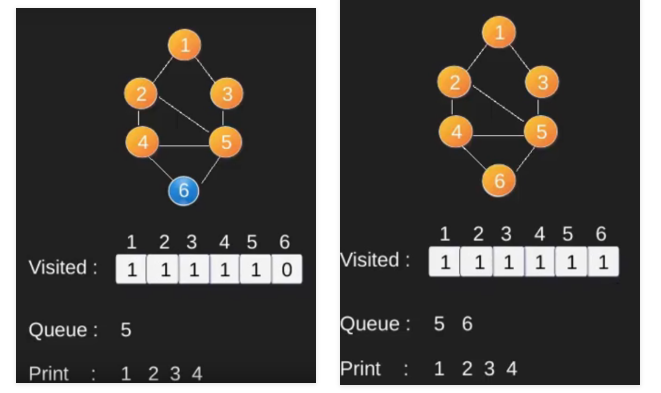 1
2 3
4 5
6
1 2 3 4 5 6
Visited : 1 1 1 1 1 0
Queue : 5
Print : 1 2 3 4
1
2 3
4 5
6
1 2 3 4 5 6
Visited : 1 1 1 1 1 1
Queue : 5 6
Print : 1 2 3 4